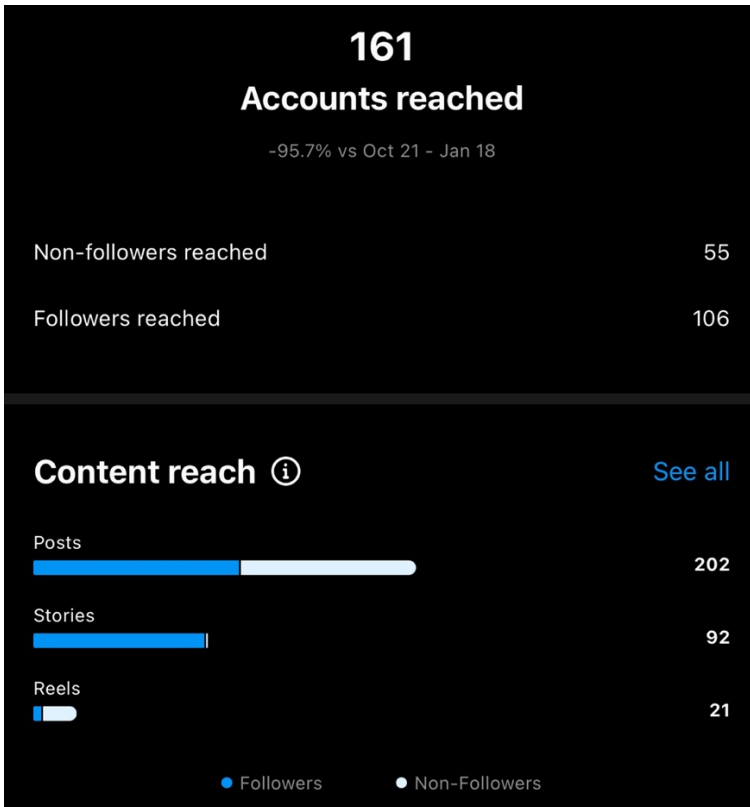 161
Accounts reached
-95.7% vs Oct 21 - Jan 18
Non-followers reached 55
Followers reached 106
Content reach See all
Posts
202
Stories
92
Reels
21
Followers Non-Followers